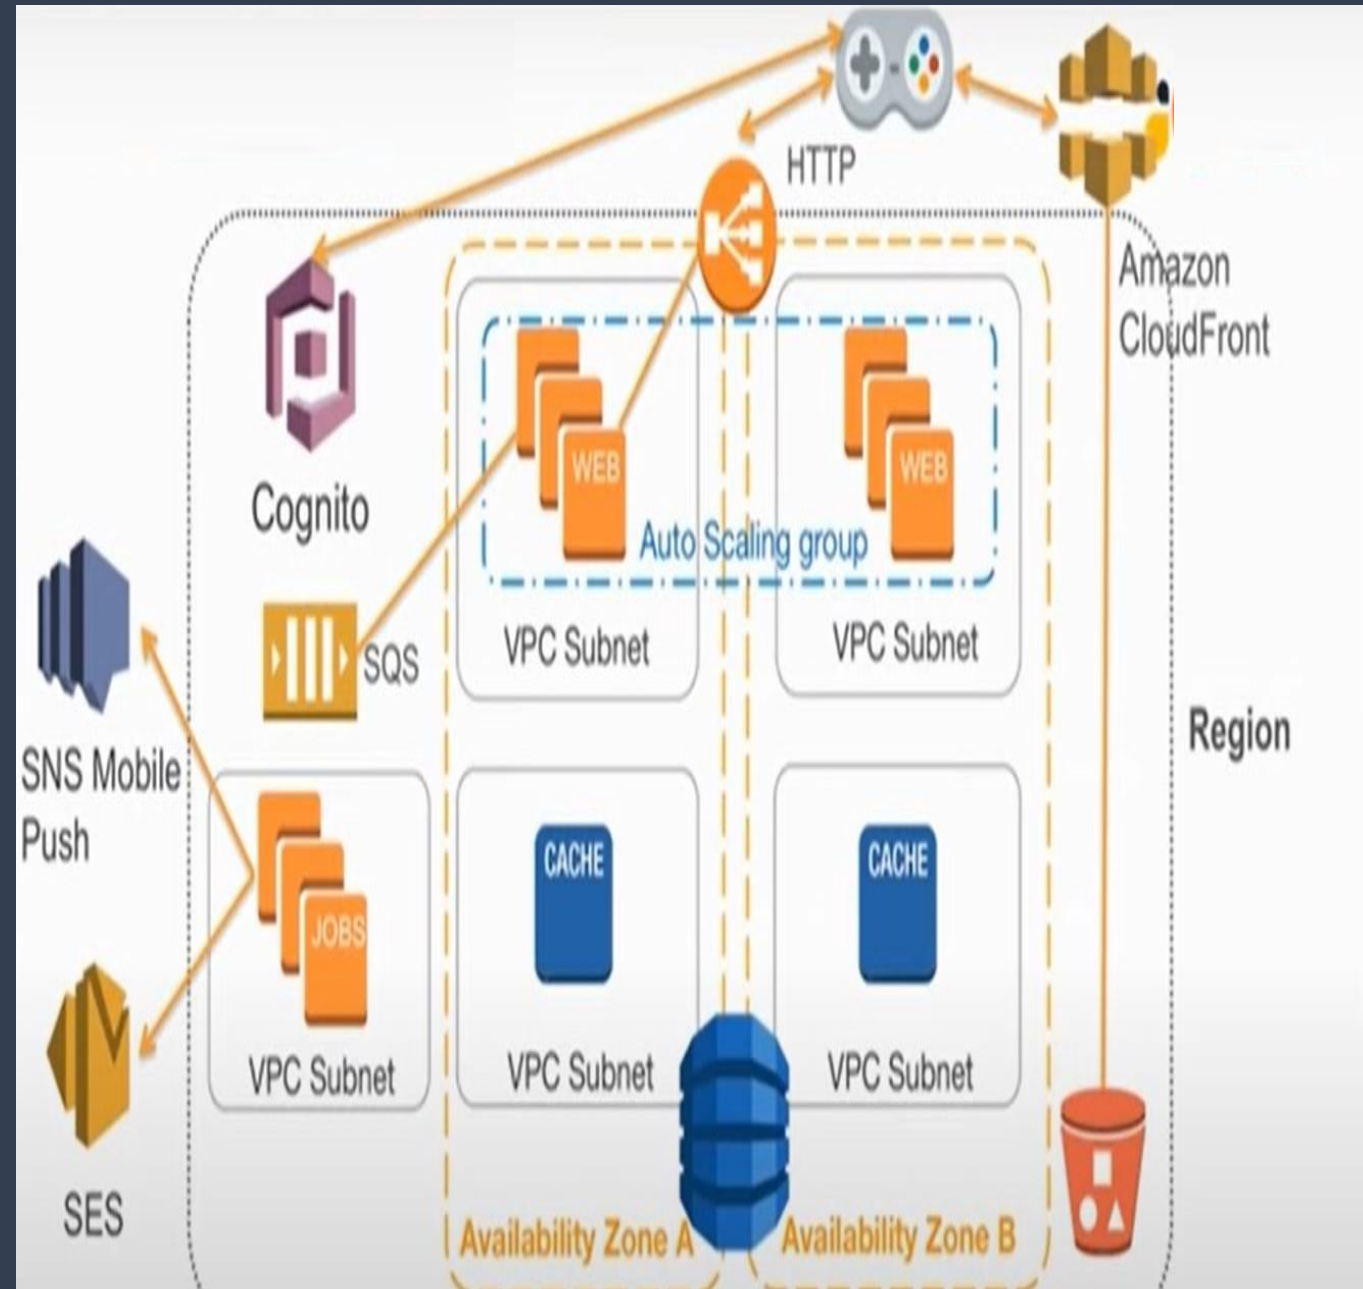 HTTP
Amazon
CloudFront
WEB
WEB
Cognito
Auto Scaling group
VPC Subnet
VPC Subnet
SQS
Region
SNS Mobile
Push
CACHE
CACHE
JOBS
VPC Subnet
VPC Subnet
VPC Subnet
SES
Availability Zone A
Availability Zone B